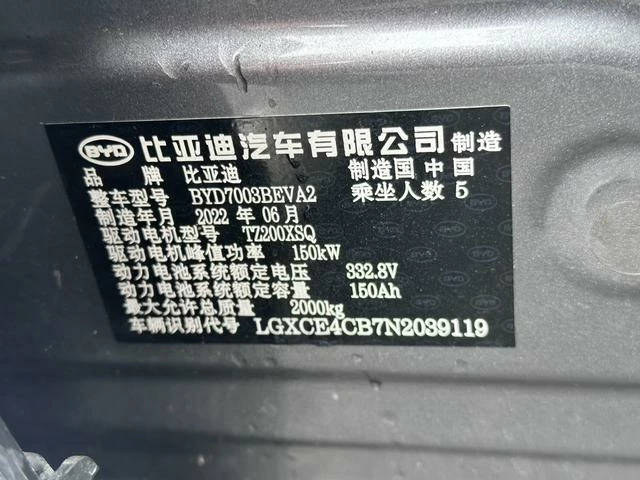 BYD 比亚迪汽车有限公司 制造
品牌 比亚迪 制造国 中国
整车型号 BYD7003BEVA2 乘坐人数 5
制造年月 2022 年 06 月
驱动电机型号 TZ200XSQ
驱动电机峰值功率 150kW
动力电池系统额定电压 332.8V
动力电池系统额定容量 150Ah
最大允许总质量 2000kg
车辆识别代号 LGXCE4CB7N2039119